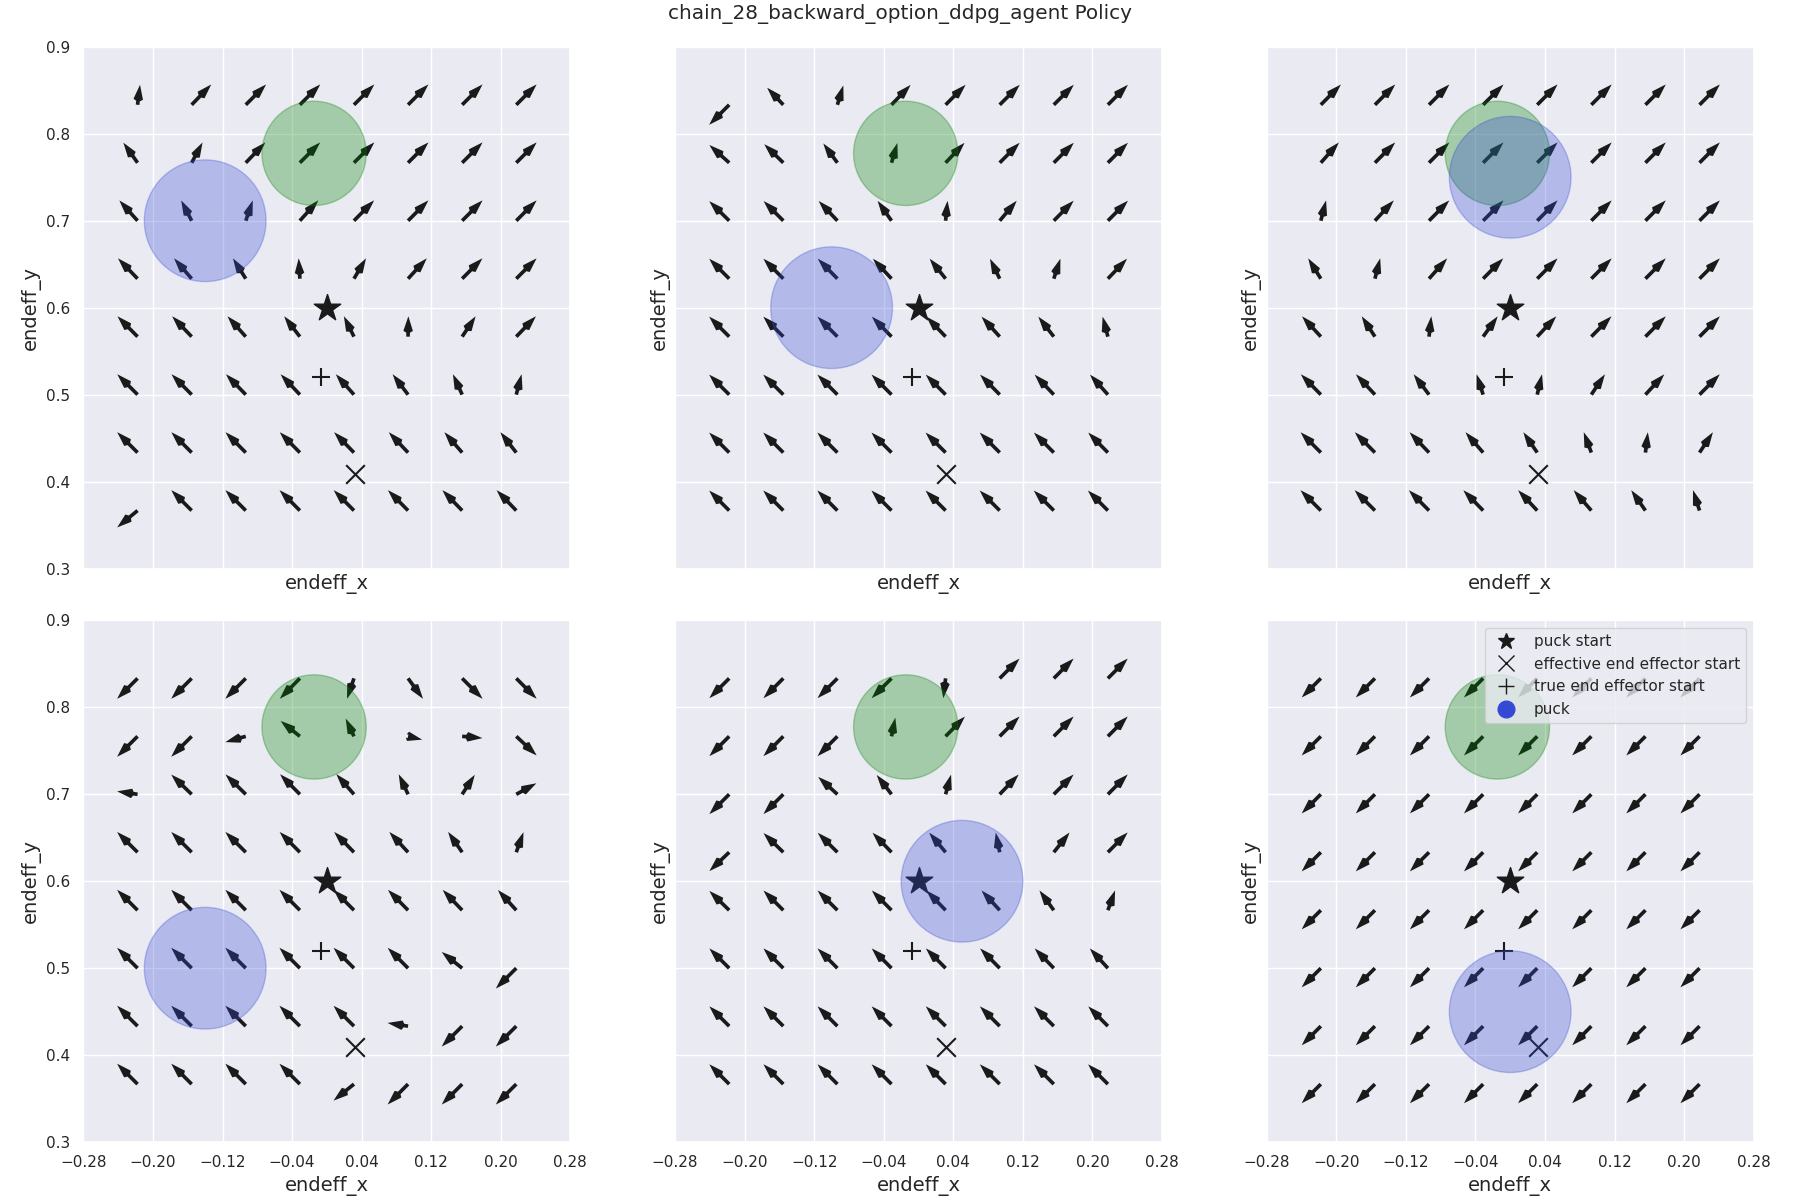 chain_28_backward_option_ddpg_agent Policy
0.9
0.8
0.7
0.6
0.5
0.4
0.3
endeff_y
endeff_x
endeff_y
endeff_x
endeff_y
endeff_x
0.9
0.8
0.7
0.6
0.5
0.4
0.3
endeff_y
−0.28 −0.20 −0.12 −0.04 0.04 0.12 0.20 0.28
endeff_x
endeff_y
−0.28 −0.20 −0.12 −0.04 0.04 0.12 0.20 0.28
endeff_x
puck start
effective end effector start
true end effector start
puck
endeff_y
−0.28 −0.20 −0.12 −0.04 0.04 0.12 0.20 0.28
endeff_x